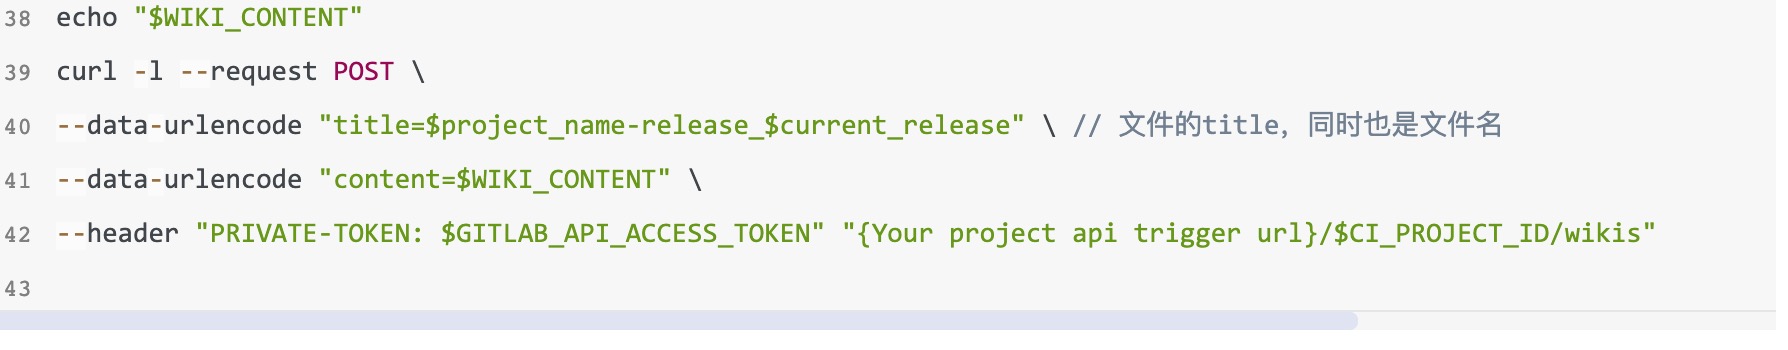 38 echo "$WIKI_CONTENT"
39 curl -l --request POST \
40 --data-urlencode "title=$project_name-release_$current_release" \ // 文件的title，同时也是文件名
41 --data-urlencode "content=$WIKI_CONTENT" \
42 --header "PRIVATE-TOKEN: $GITLAB_API_ACCESS_TOKEN" "{Your project api trigger url}/$CI_PROJECT_ID/wikis"
43